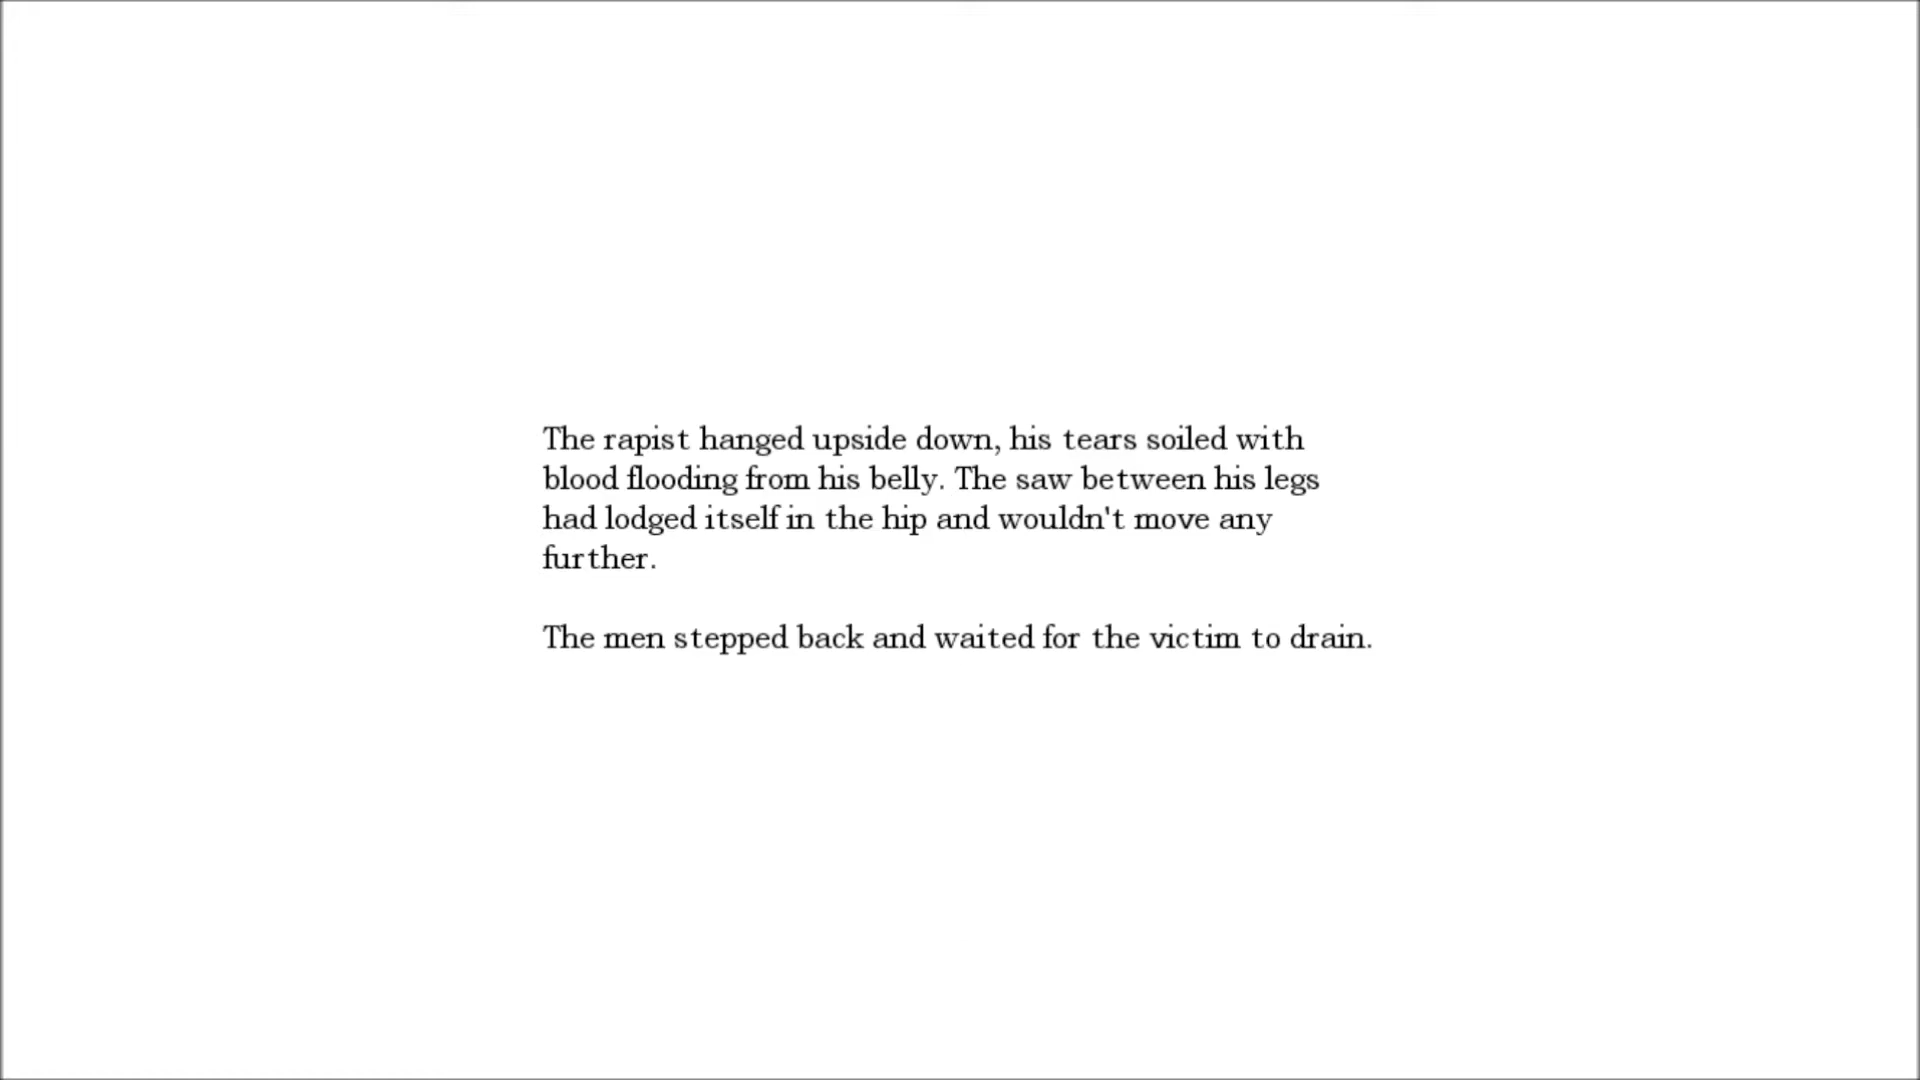 The rapist hanged upside down, his tears soiled with
blood flooding from his belly. The saw between his legs
had lodged itself in the hip and wouldn't move any
further.
The men stepped back and waited for the victim to drain.